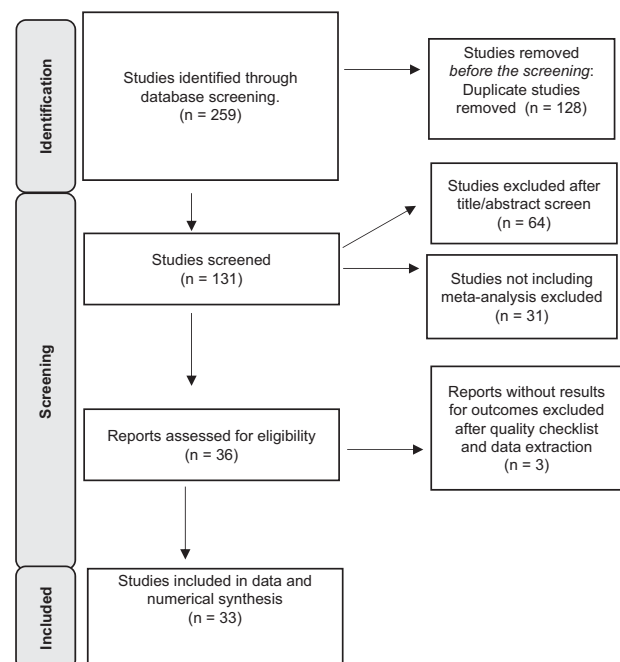 Identification
Studies identified through
database screening.
(n = 259)
Studies removed
before the screening:
Duplicate studies
removed (n = 128)
Screening
Studies screened
(n = 131)
Studies excluded after
title/abstract screen
(n = 64)
Studies not including
meta-analysis excluded
(n = 31)
Reports assessed for eligibility
(n = 36)
Reports without results
for outcomes excluded
after quality checklist
and data extraction
(n = 3)
Included
Studies included in data and
numerical synthesis
(n = 33)